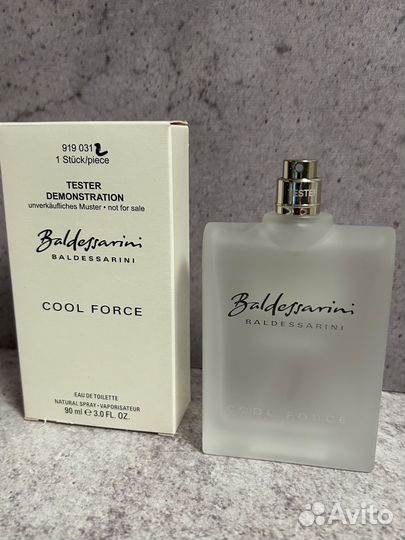 919 031 2
1 Stück/piece
TESTER
DEMONSTRATION
unverkäufliches Muster • not for sale
Baldessarini
BALDESSARINI
COOL FORCE
EAU DE TOILETTE
NATURAL SPRAY • VAPORISATEUR
90 ml e 3.0 FL. OZ.
TESTER
Baldessarini
BALDESSARINI
COOL FORCE
Avito